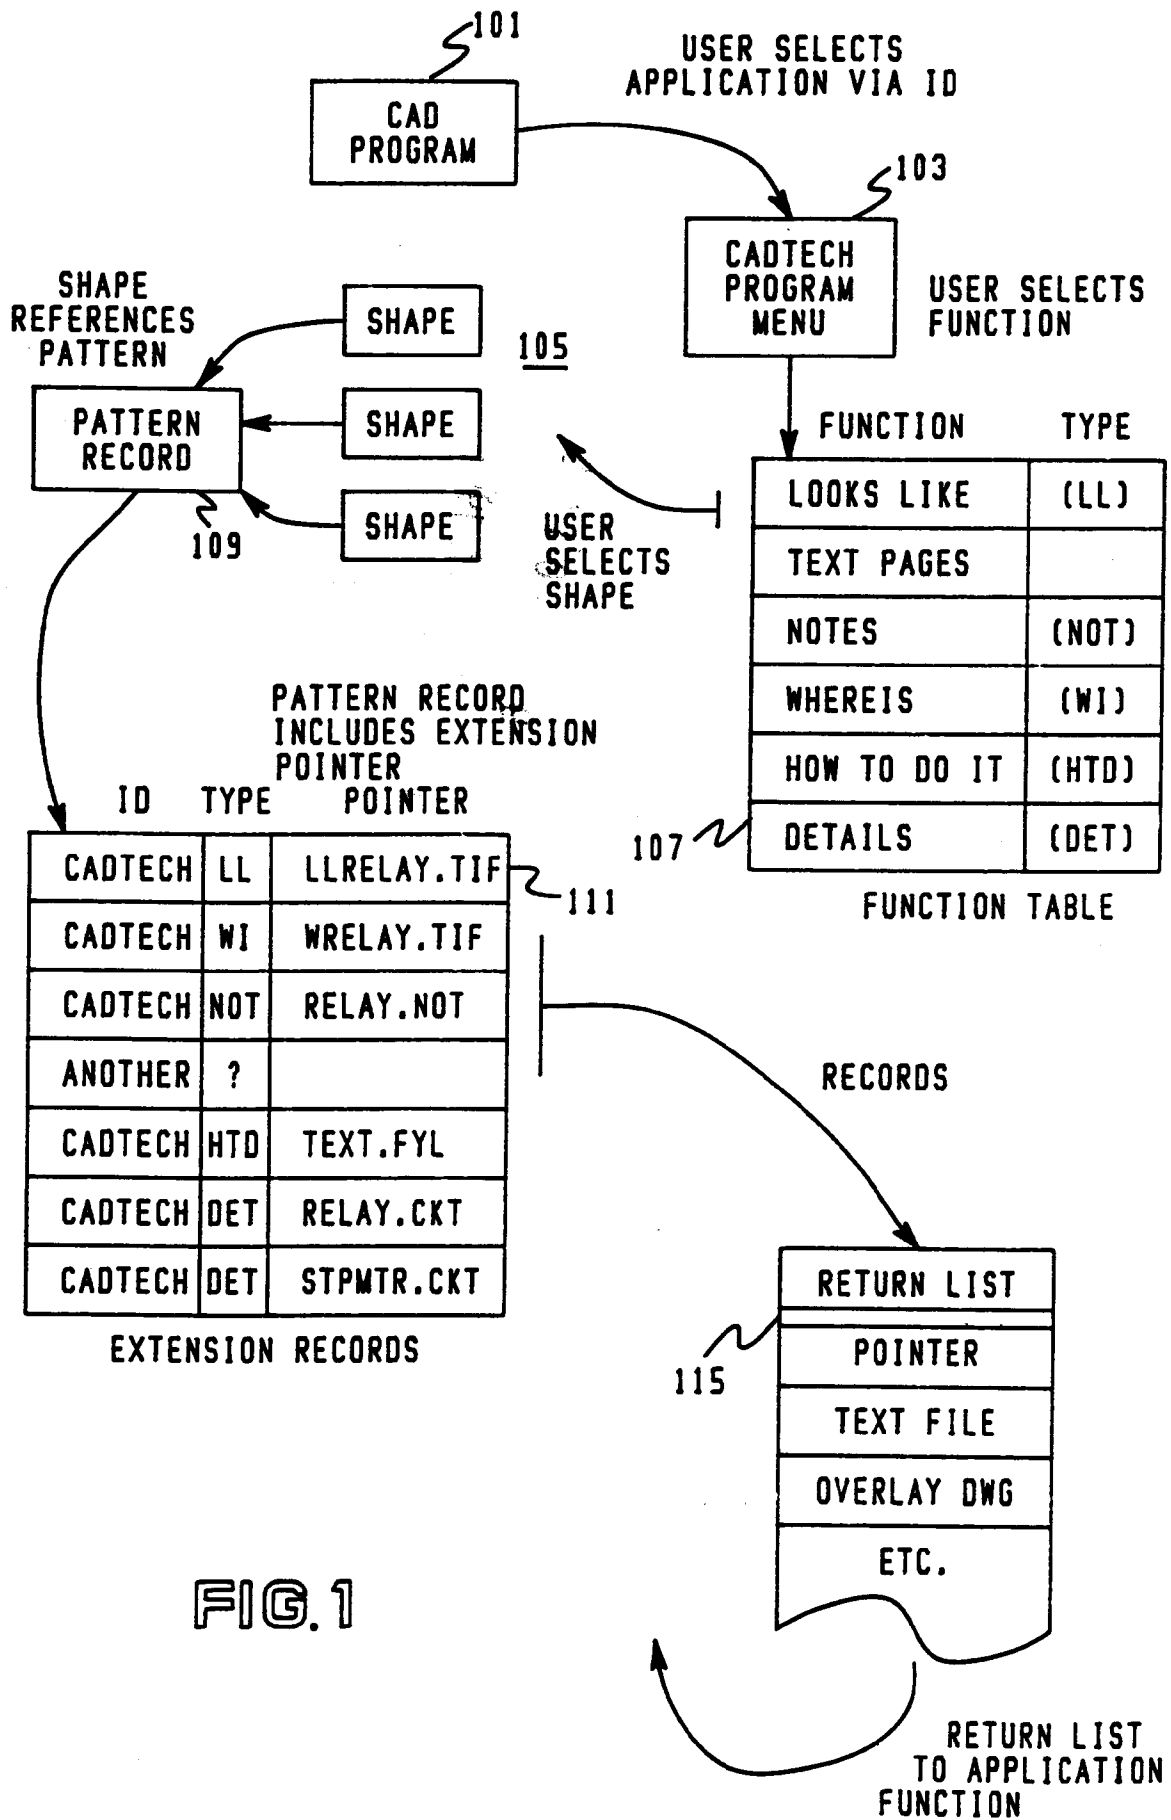 101
USER SELECTS
APPLICATION VIA ID
CAD
PROGRAM
103
CADTECH
PROGRAM
MENU
USER SELECTS
FUNCTION
SHAPE
REFERENCES
PATTERN
SHAPE
105
PATTERN
RECORD
SHAPE
SHAPE
109
USER
SELECTS
SHAPE
FUNCTION TYPE
LOOKS LIKE (LL)
TEXT PAGES
NOTES (NOT)
WHEREIS (WI)
HOW TO DO IT (HTD)
DETAILS (DET)
107
FUNCTION TABLE
PATTERN RECORD
INCLUDES EXTENSION
POINTER
ID TYPE POINTER
CADTECH LL LLRELAY.TIF
111
CADTECH WI WRELAY.TIF
CADTECH NOT RELAY.NOT
ANOTHER ?
CADTECH HTD TEXT.FYL
CADTECH DET RELAY.CKT
CADTECH DET STPMTR.CKT
EXTENSION RECORDS
RECORDS
RETURN LIST
115
POINTER
TEXT FILE
OVERLAY DWG
ETC.
FIG.1
RETURN LIST
TO APPLICATION
FUNCTION